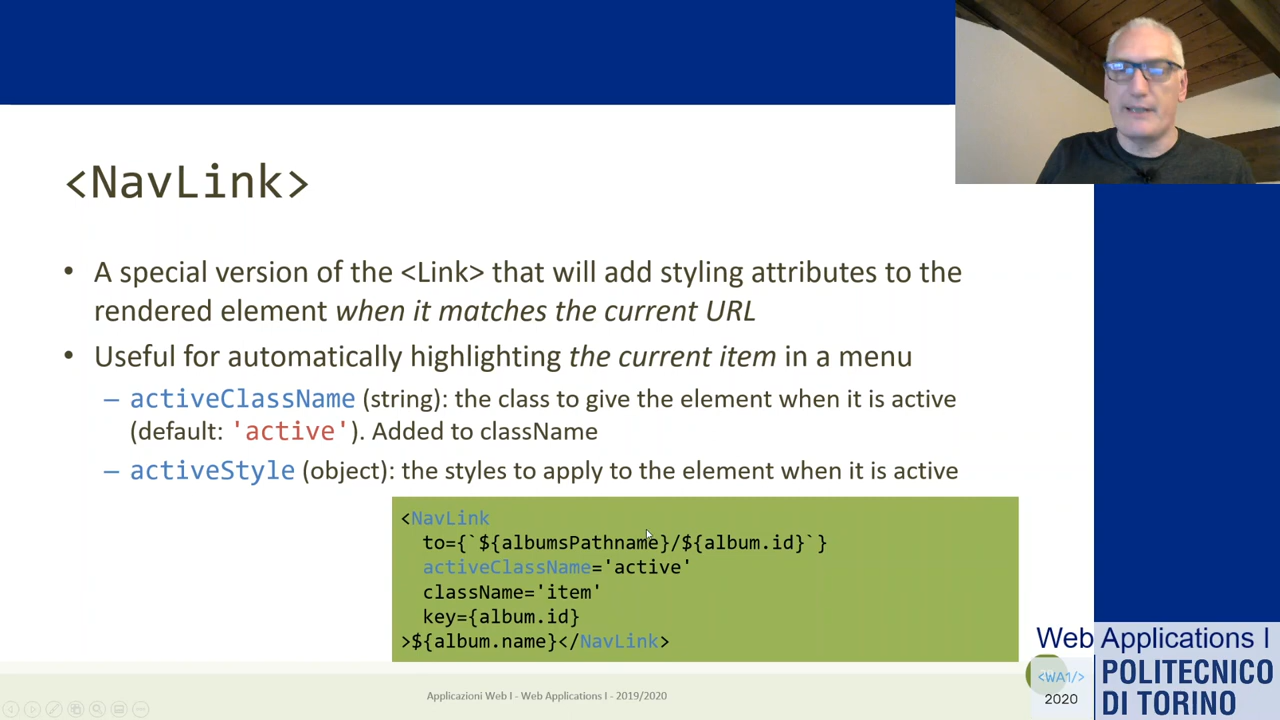 <NavLink>
• A special version of the <Link> that will add styling attributes to the
rendered element when it matches the current URL
• Useful for automatically highlighting the current item in a menu
– activeClassName (string): the class to give the element when it is active
(default: 'active'). Added to className
– activeStyle (object): the styles to apply to the element when it is active
<NavLink
to={`${albumsPathname}/${album.id}`}
activeClassName='active'
className='item'
key={album.id}
>${album.name}</NavLink>
Applicazioni Web I - Web Applications I - 2019/2020
Web Applications I
<WA1/>
2020
POLITECNICO
DI TORINO